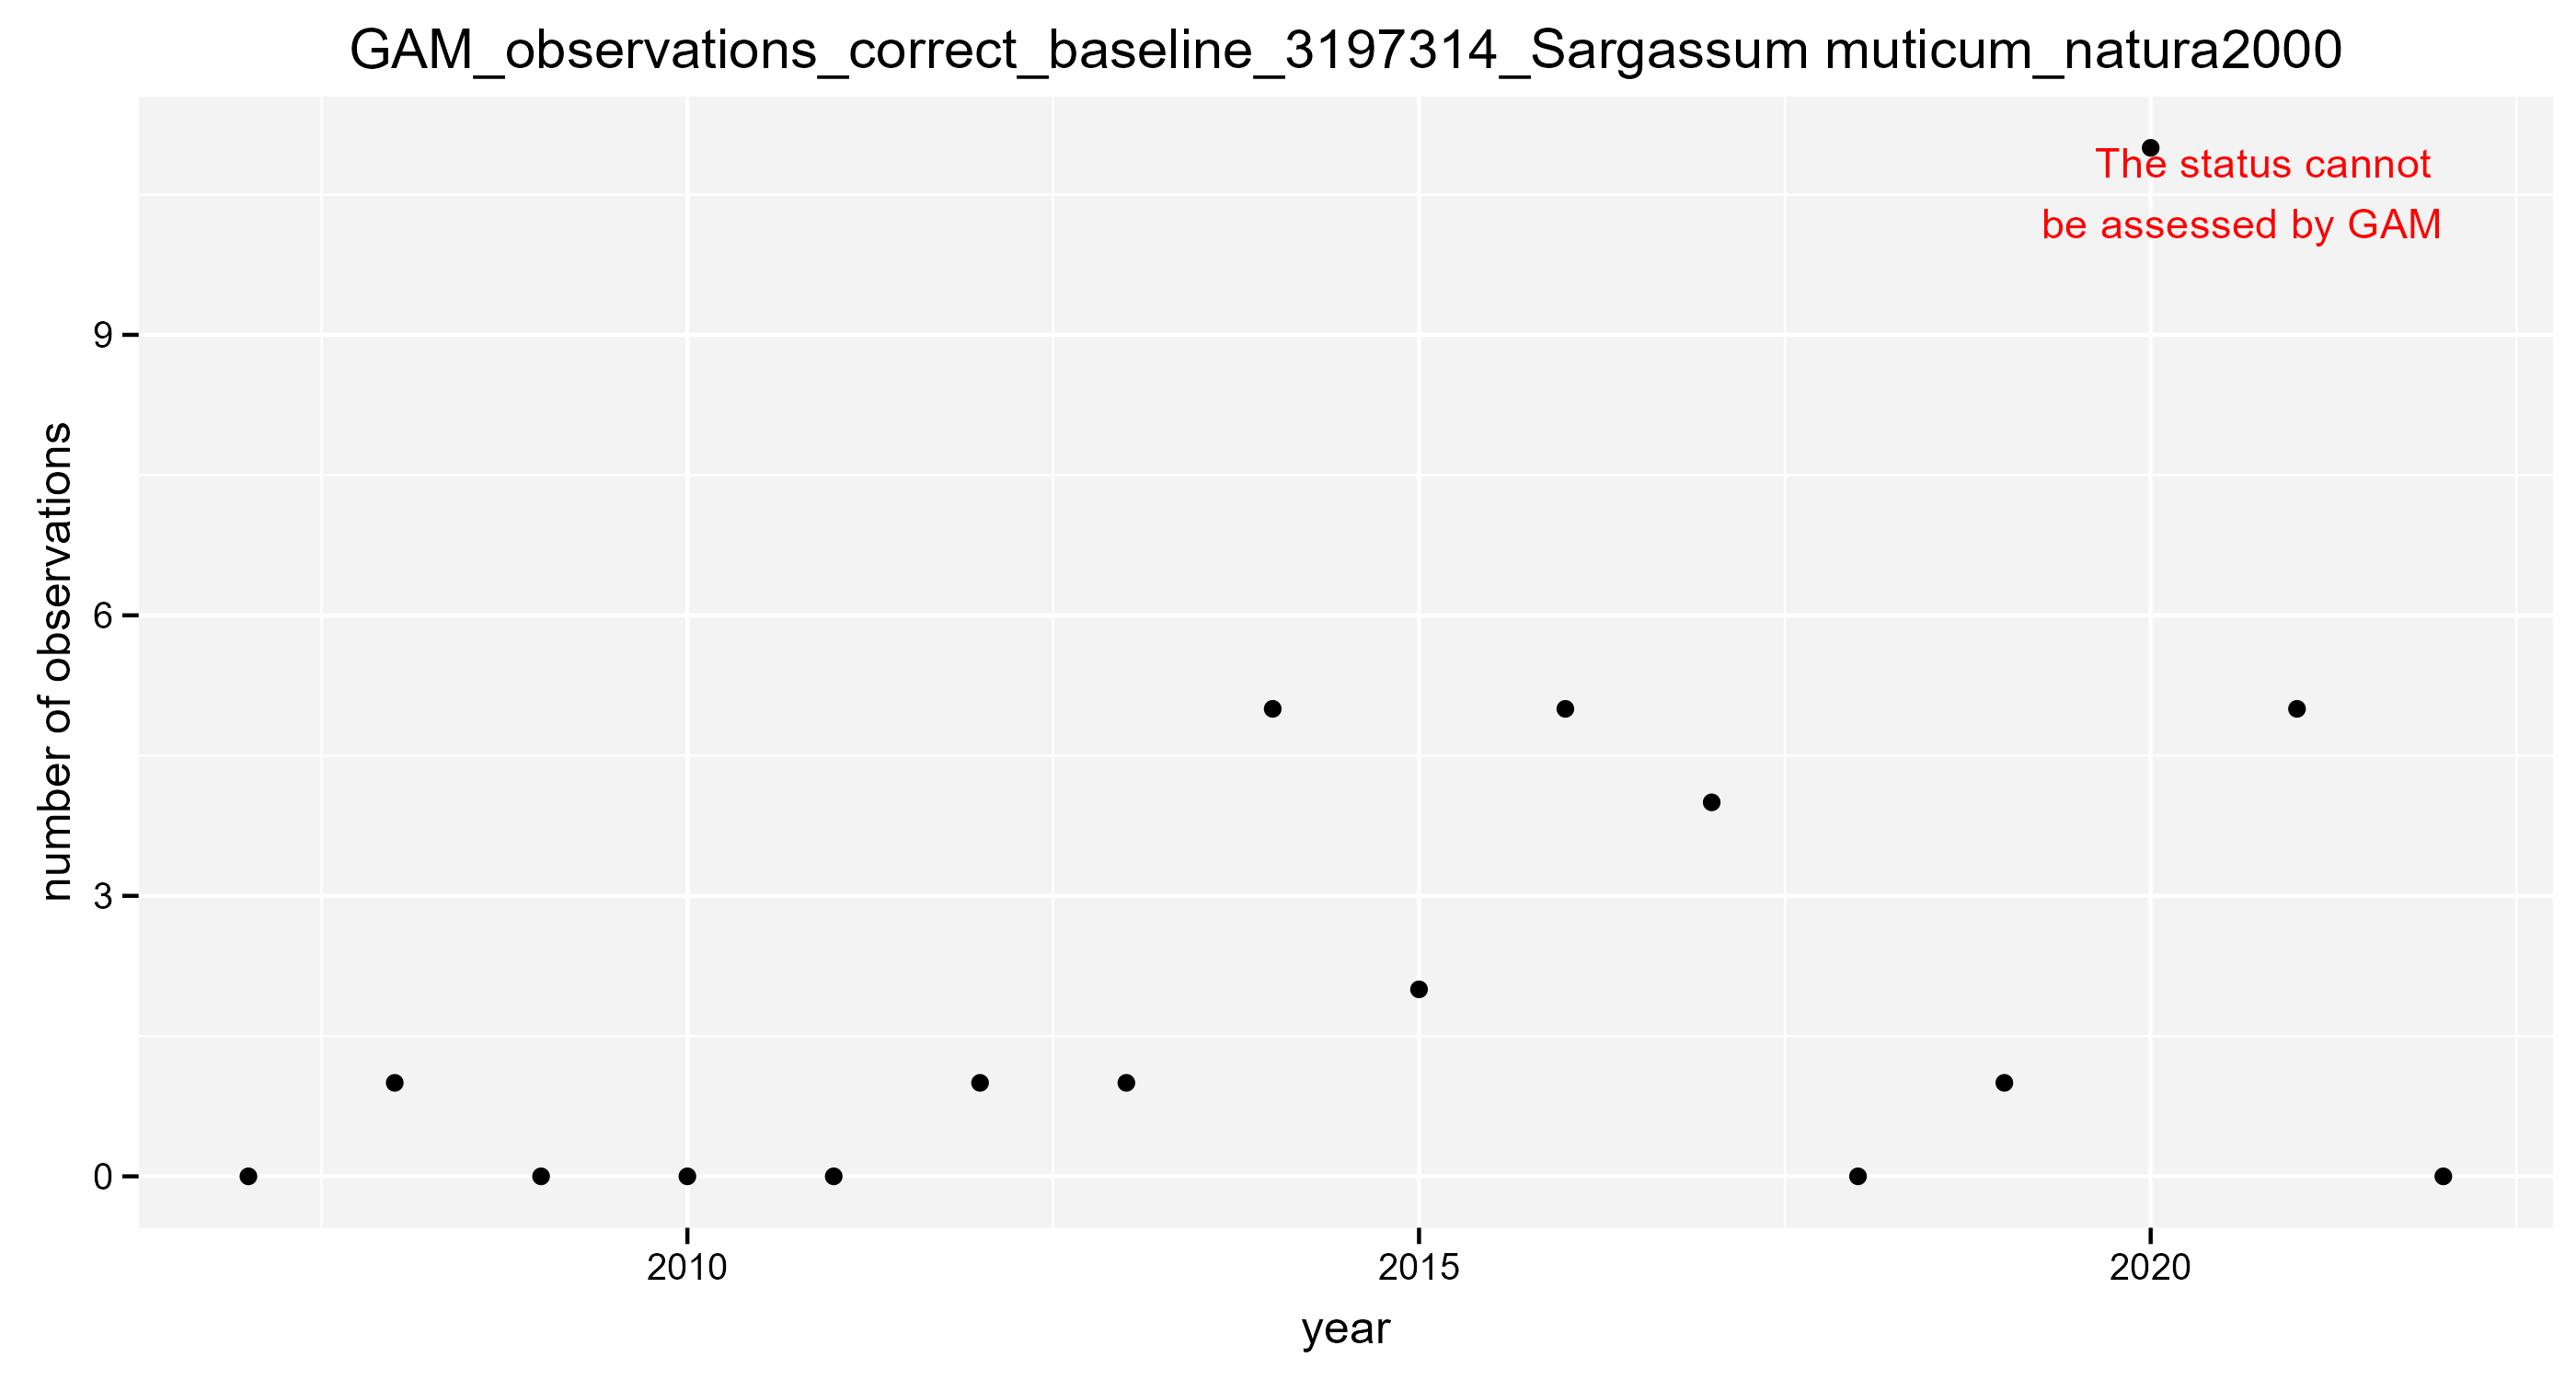 GAM_observations_correct_baseline_3197314_Sargassum muticum_natura2000
The status cannot
be assessed by GAM
number of observations
9
6
3
0
2010
2015
2020
year